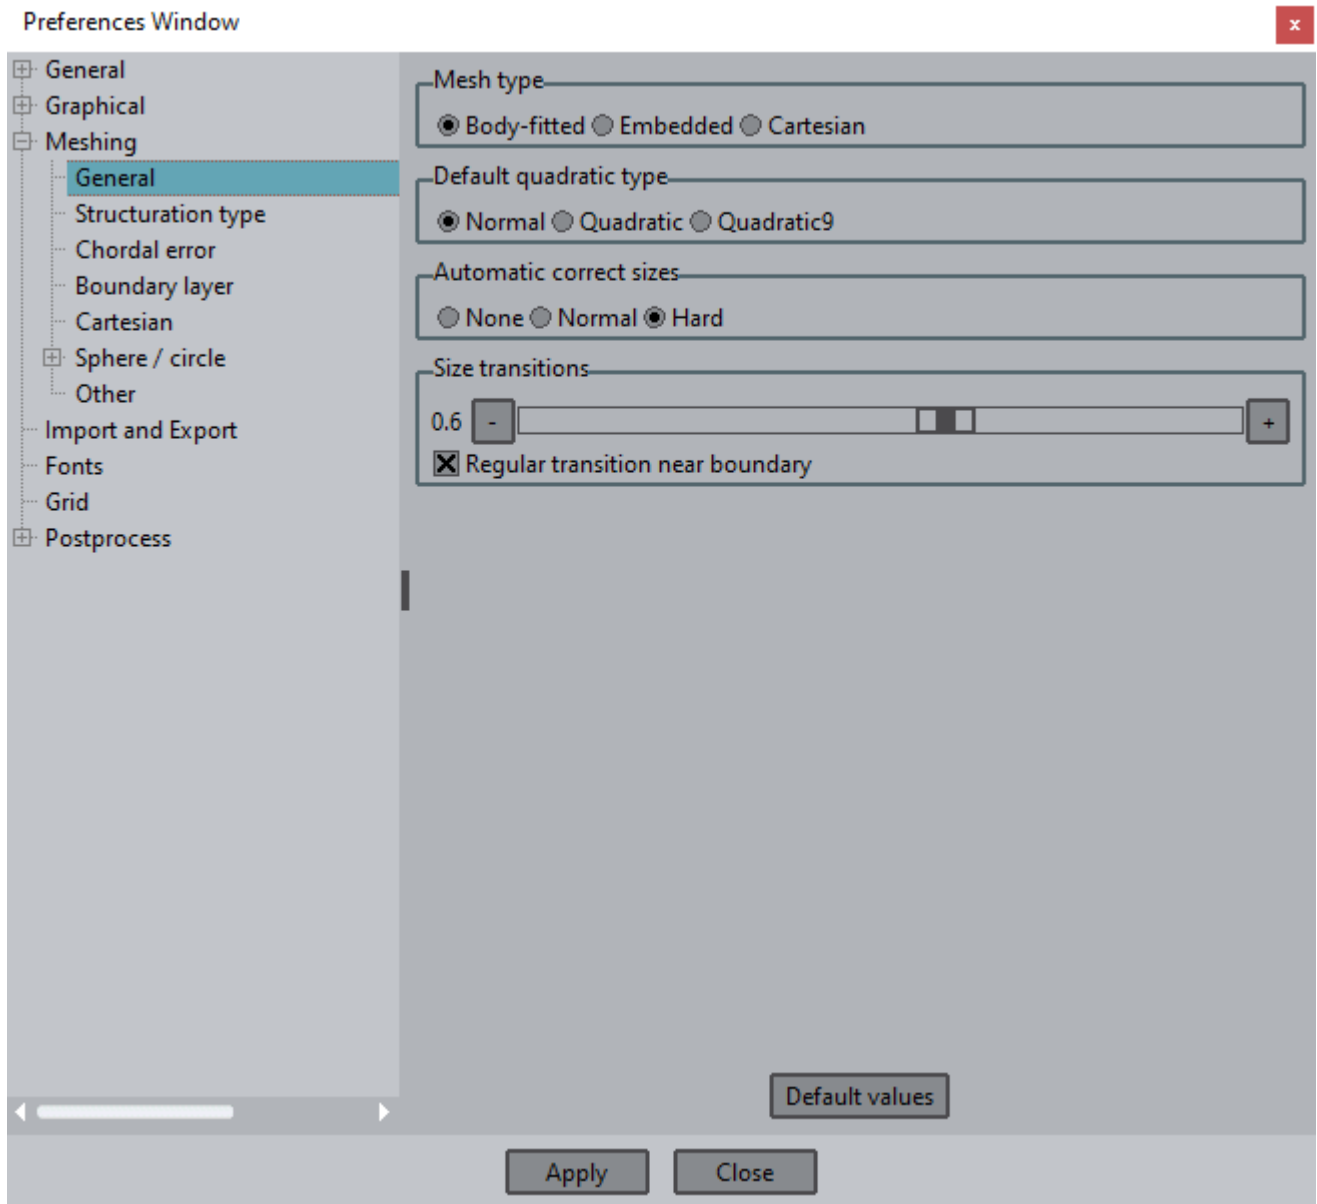 Preferences Window
x
General
Graphical
Meshing
General
Structuration type
Chordal error
Boundary layer
Cartesian
Sphere / circle
Other
Import and Export
Fonts
Grid
Postprocess
Mesh type
Body-fitted Embedded Cartesian
Default quadratic type
Normal Quadratic Quadratic9
Automatic correct sizes
None Normal Hard
Size transitions
0.6 - +
Regular transition near boundary
Default values
Apply Close